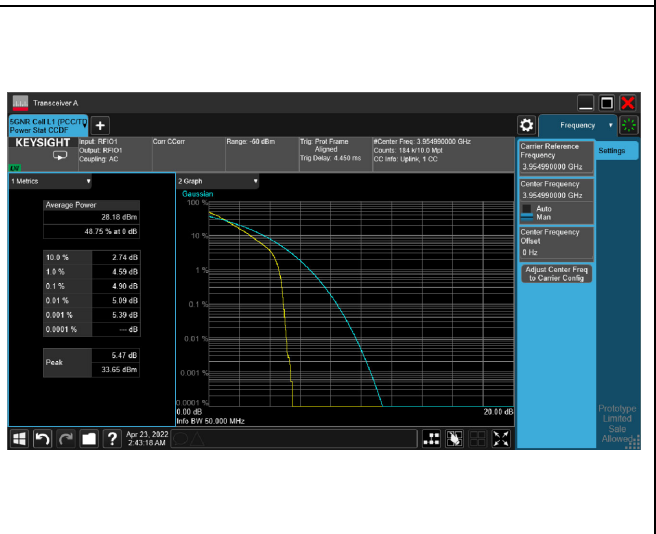 Transceiver A
5GNR Call L1 (PCC/TD
Power Stat CCDF
KEYSIGHT
Input: RFIO1
Output: RFIO1
Coupling: AC
Corr CCorr
Range: -60 dBm
Trig: Prot Frame
Aligned
Trig Delay: 4.450 ms
#Center Freq: 3.954990000 GHz
Counts: 184 k/10.0 Mpt
CC Info: Uplink, 1 CC
Frequency
Settings
Carrier Reference
Frequency
3.954990000 GHz
Center Frequency
3.954990000 GHz
Auto
Man
Center Frequency
Offset
0 Hz
Adjust Center Freq
to Carrier Config
1 Metrics
Average Power
28.18 dBm
48.75 % at 0 dB
10.0 % 2.74 dB
1.0 % 4.59 dB
0.1 % 4.90 dB
0.01 % 5.09 dB
0.001 % 5.39 dB
0.0001 % --- dB
Peak
5.47 dB
33.65 dBm
2 Graph
Gaussian
100 %
10 %
1 %
0.1 %
0.01 %
0.001 %
0.0001 %
0.00 dB
20.00 dB
Info BW 50.000 MHz
Apr 23, 2022
2:43:18 AM
Prototype
Limited
Sale
Allowed